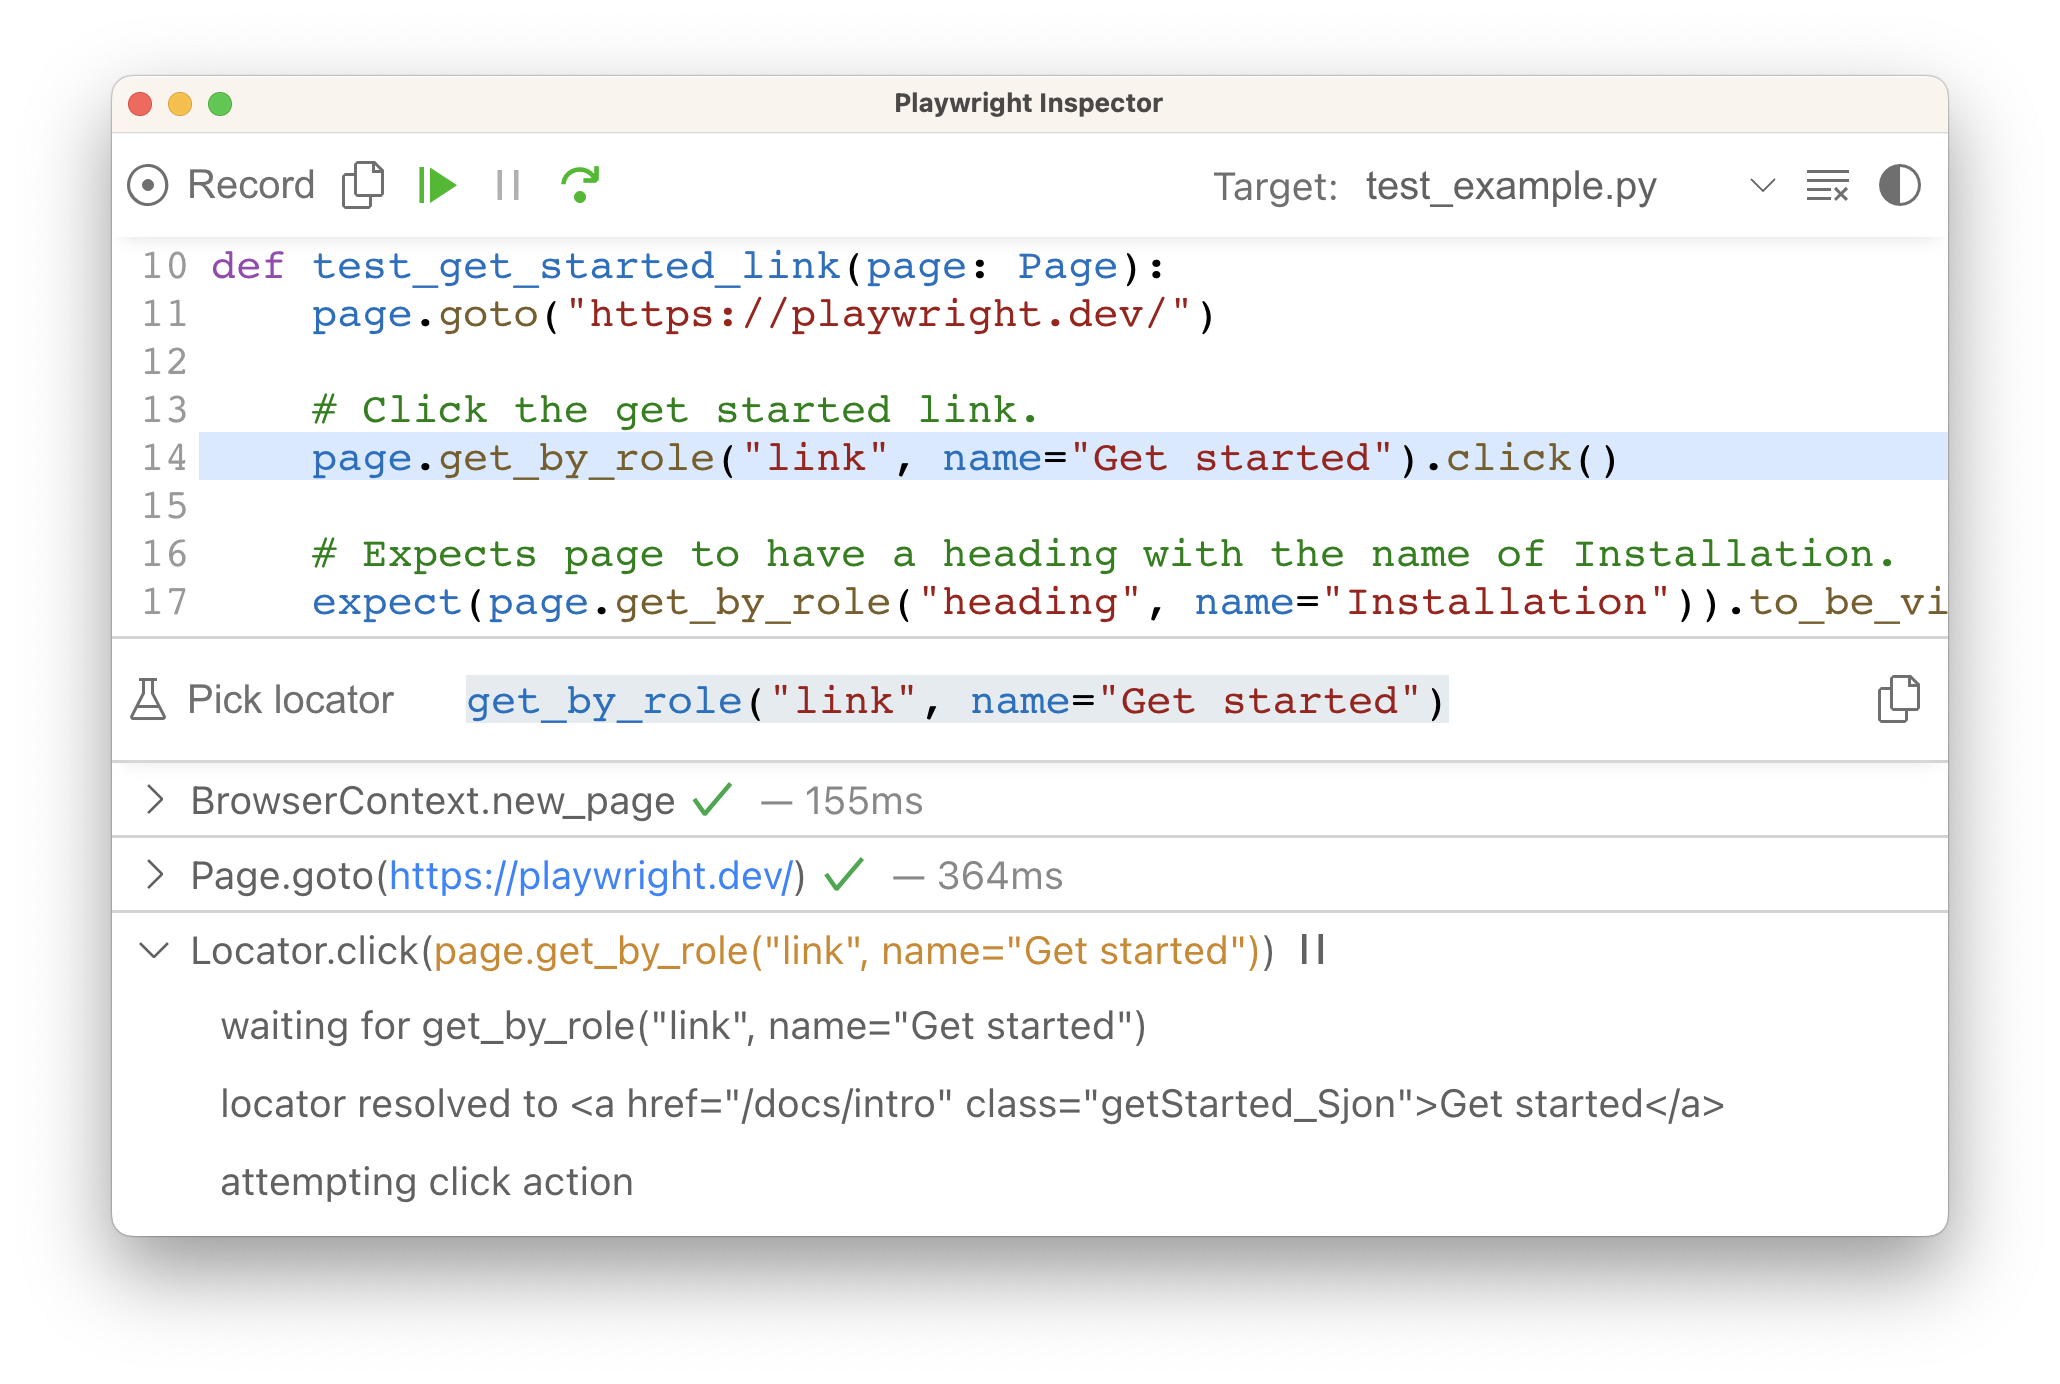 Playwright Inspector
Record
Target: test_example.py
10 def test_get_started_link(page: Page):
11     page.goto("https://playwright.dev/")
12
13     # Click the get started link.
14     page.get_by_role("link", name="Get started").click()
15
16     # Expects page to have a heading with the name of Installation.
17     expect(page.get_by_role("heading", name="Installation")).to_be_vi
Pick locator get_by_role("link", name="Get started")
BrowserContext.new_page — 155ms
Page.goto(https://playwright.dev/) — 364ms
Locator.click(page.get_by_role("link", name="Get started"))
waiting for get_by_role("link", name="Get started")
locator resolved to <a href="/docs/intro" class="getStarted_Sjon">Get started</a>
attempting click action